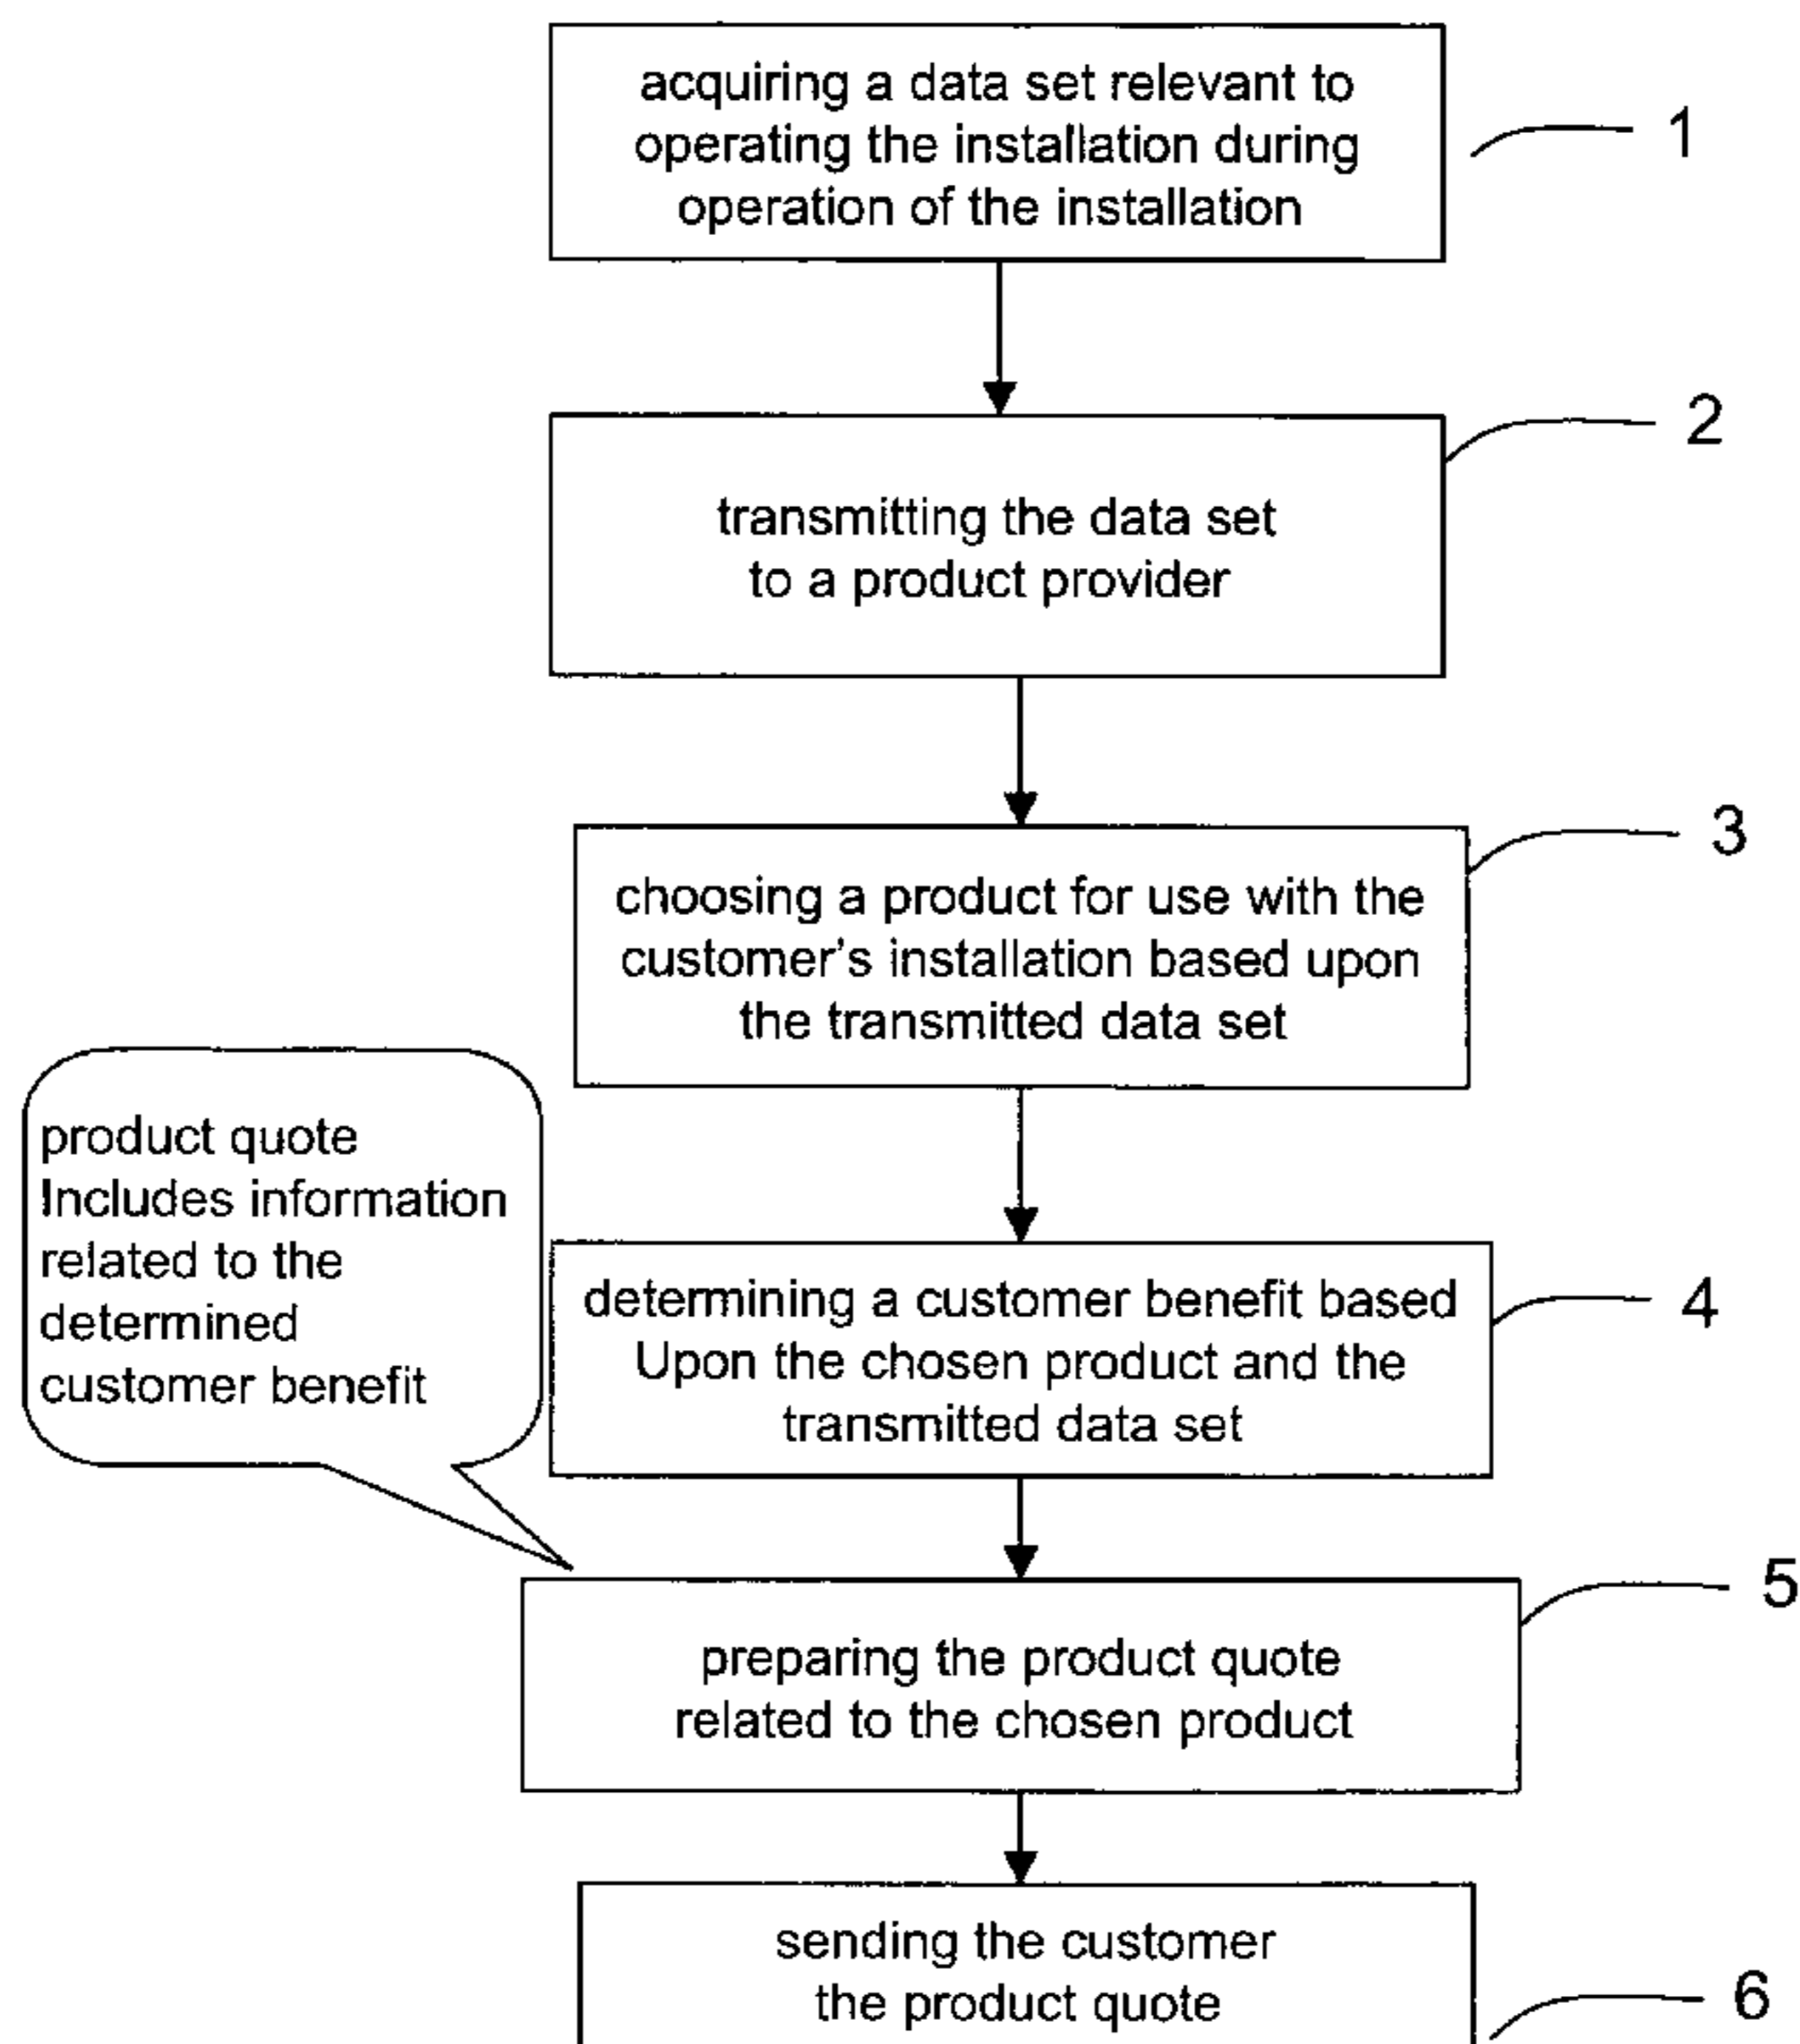 acquiring a data set relevant to
operating the installation during
operation of the installation
1
transmitting the data set
to a product provider
2
choosing a product for use with the
customer's installation based upon
the transmitted data set
3
product quote
Includes information
related to the
determined
customer benefit
determining a customer benefit based
Upon the chosen product and the
transmitted data set
4
preparing the product quote
related to the chosen product
5
sending the customer
the product quote
6